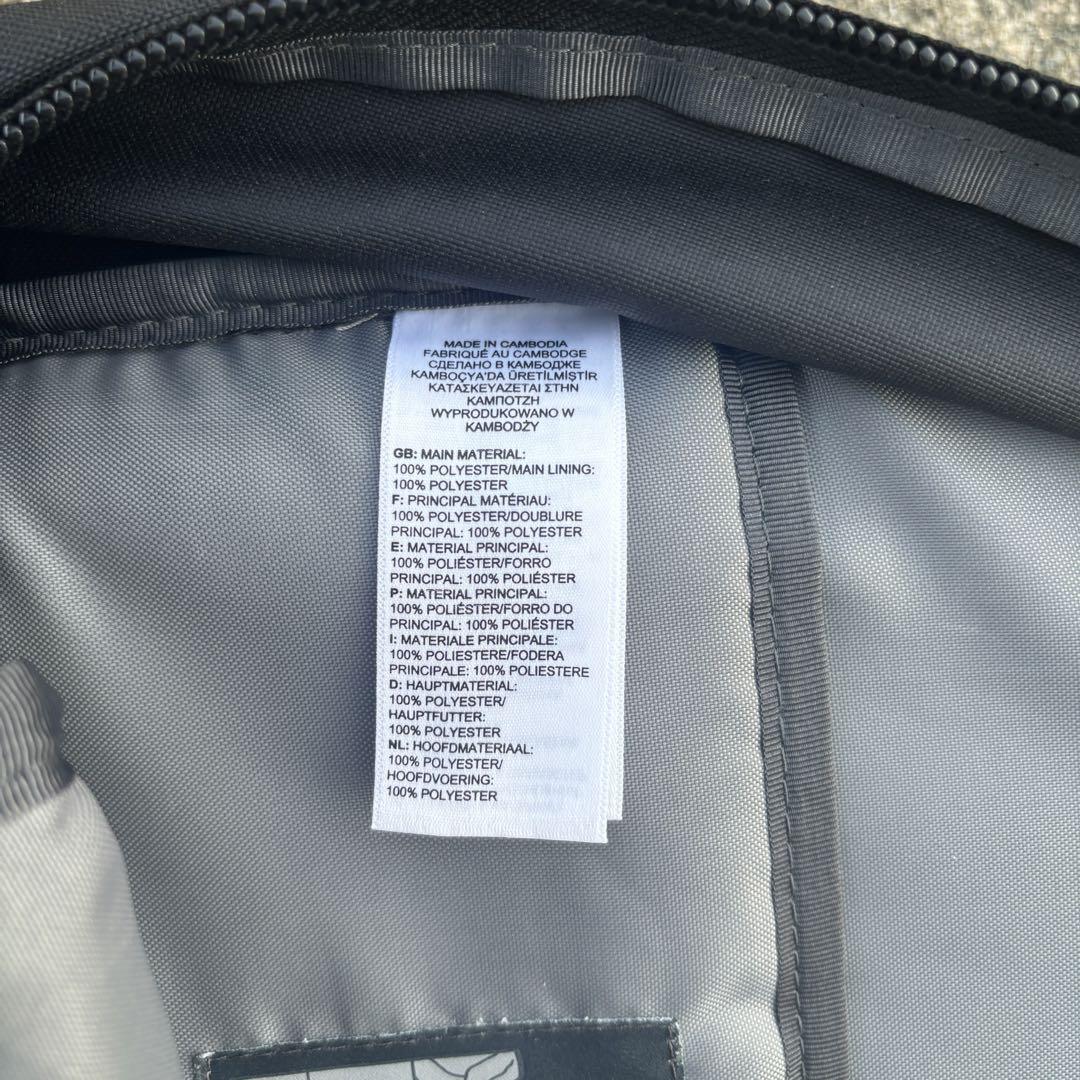 MADE IN CAMBODIA
FABRIQUÉ AU CAMBODGE
СДЕЛАНО В КАМБОДЖЕ
KAMBOÇYA'DA ÜRETİLMİŞTİR
ΚΑΤΑΣΚΕΥΑΖΕΤΑΙ ΣΤΗΝ
ΚΑΜΠΟΤΖΗ
WYPRODUKOWANO W
KAMBODŻY
GB: MAIN MATERIAL:
100% POLYESTER/MAIN LINING:
100% POLYESTER
F: PRINCIPAL MATÉRIAU:
100% POLYESTER/DOUBLURE
PRINCIPAL: 100% POLYESTER
E: MATERIAL PRINCIPAL:
100% POLIÉSTER/FORRO
PRINCIPAL: 100% POLIÉSTER
P: MATERIAL PRINCIPAL:
100% POLIÉSTER/FORRO DO
PRINCIPAL: 100% POLIÉSTER
I: MATERIALE PRINCIPALE:
100% POLIESTERE/FODERA
PRINCIPALE: 100% POLIESTERE
D: HAUPTMATERIAL:
100% POLYESTER/
HAUPTFUTTER:
100% POLYESTER
NL: HOOFDMATERIAAL:
100% POLYESTER/
HOOFDVOERING:
100% POLYESTER